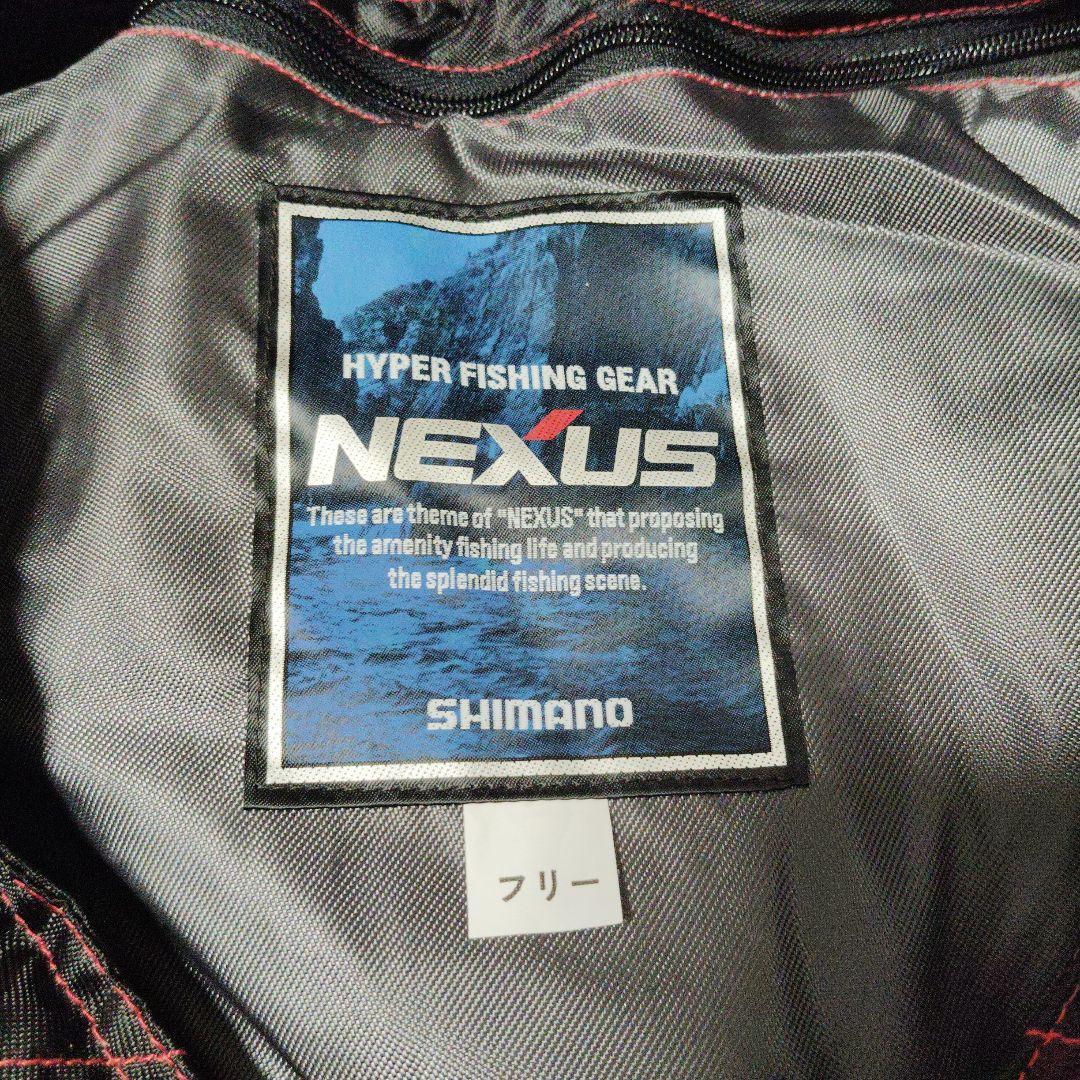 HYPER FISHING GEAR
NEXUS
These are theme of "NEXUS" that proposing
the amenity fishing life and producing
the splendid fishing scene.
SHIMANO
フリー